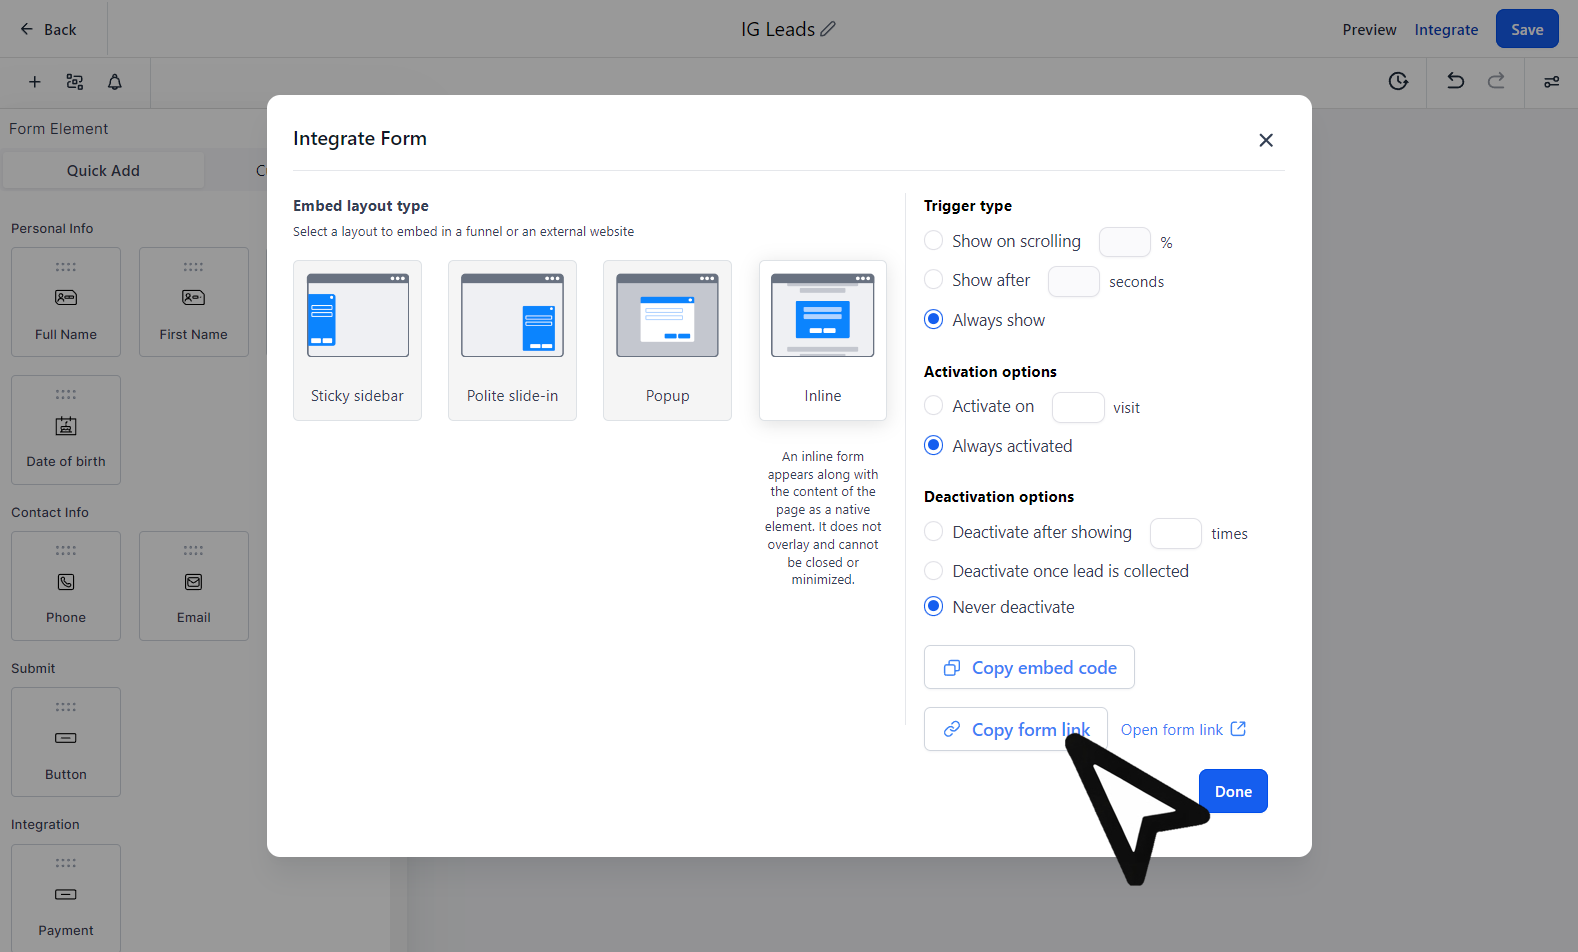 Back
IG Leads
Preview
Integrate
Save
Form Element
Quick Add
Personal Info
Full Name
First Name
Date of birth
Contact Info
Phone
Email
Submit
Button
Integration
Payment
Integrate Form
Embed layout type
Select a layout to embed in a funnel or an external website
Sticky sidebar
Polite slide-in
Popup
Inline
An inline form
appears along with
the content of the
page as a native
element. It does not
overlay and cannot
be closed or
minimized.
Trigger type
Show on scrolling %
Show after seconds
Always show
Activation options
Activate on visit
Always activated
Deactivation options
Deactivate after showing times
Deactivate once lead is collected
Never deactivate
Copy embed code
Copy form link
Open form link
Done